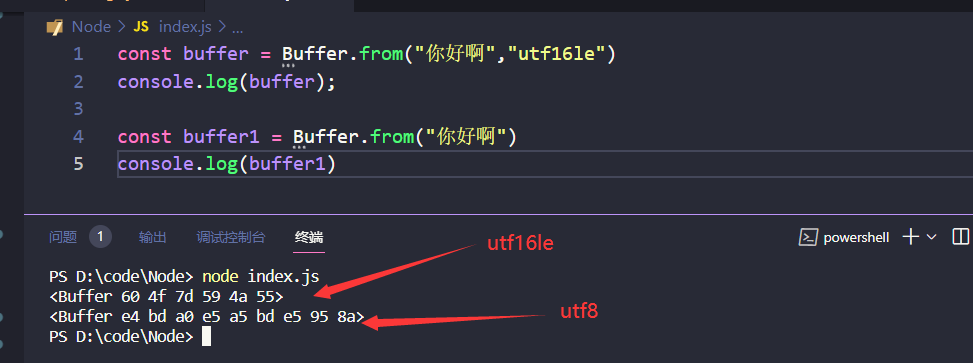 Node > JS index.js > ...
1 const buffer = Buffer.from("你好啊","utf16le")
2 console.log(buffer);
3
4 const buffer1 = Buffer.from("你好啊")
5 console.log(buffer1)
问题 1 输出 调试控制台 终端 powershell
utf16le
PS D:\code\Node> node index.js
<Buffer 60 4f 7d 59 4a 55>
<Buffer e4 bd a0 e5 a5 bd e5 95 8a>
utf8
PS D:\code\Node>